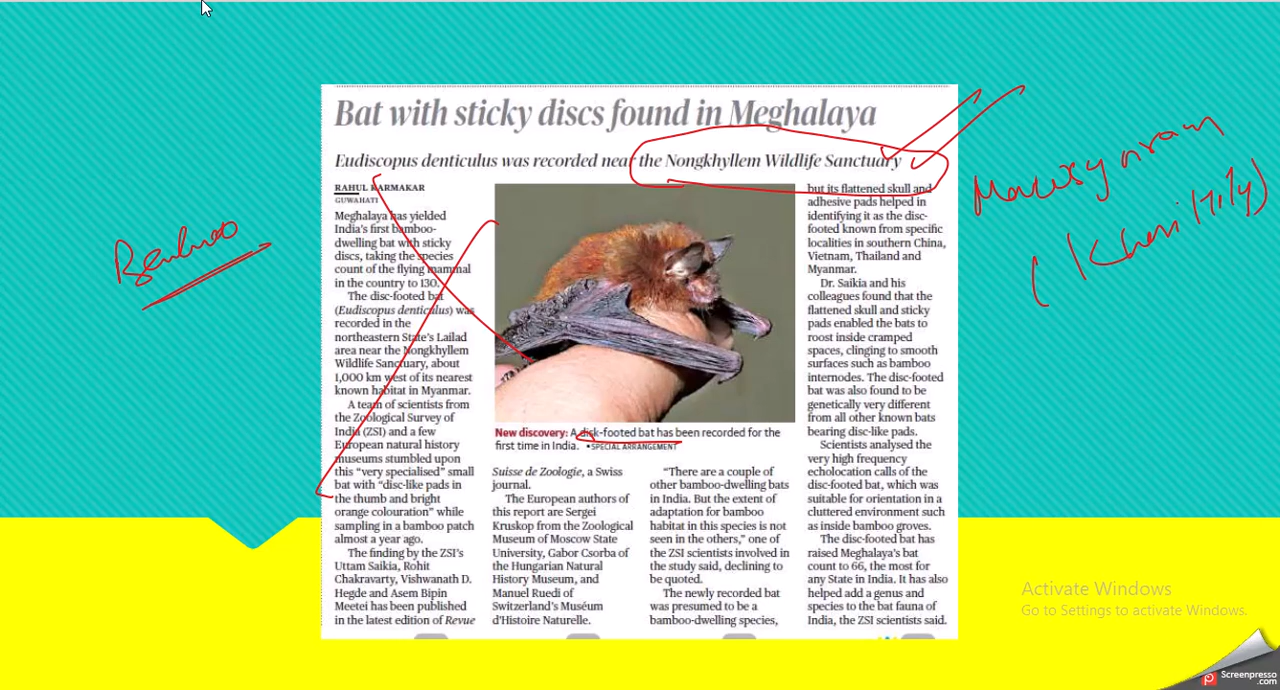 Bat with sticky discs found in Meghalaya
Eudiscopus denticulus was recorded near the Nongkhyllem Wildlife Sanctuary
RAHUL KARMAKAR
GUWAHATI
Meghalaya has yielded
India's first bamboo-
dwelling bat with sticky
discs, taking the species
count of the flying mammal
in the country to 130.
The disc-footed bat
(Eudiscopus denticulus) was
recorded in the
northeastern State's Lailad
area near the Nongkhyllem
Wildlife Sanctuary, about
1,000 km west of its nearest
known habitat in Myanmar.
A team of scientists from
the Zoological Survey of
India (ZSI) and a few
European natural history
museums stumbled upon
this "very specialised" small
bat with "disc-like pads in
the thumb and bright
orange colouration" while
sampling in a bamboo patch
almost a year ago.
The finding by the ZSI's
Uttam Saikia, Rohit
Chakravarty, Vishwanath D.
Hegde and Asem Bipin
Meetei has been published
in the latest edition of Revue
New discovery: A disk-footed bat has been recorded for the
first time in India. •SPECIAL ARRANGEMENT
Suisse de Zoologie, a Swiss
journal.
The European authors of
this report are Sergei
Kruskop from the Zoological
Museum of Moscow State
University, Gabor Csorba of
the Hungarian Natural
History Museum, and
Manuel Ruedi of
Switzerland's Muséum
d'Histoire Naturelle.
"There are a couple of
other bamboo-dwelling bats
in India. But the extent of
adaptation for bamboo
habitat in this species is not
seen in the others," one of
the ZSI scientists involved in
the study said, declining to
be quoted.
The newly recorded bat
was presumed to be a
bamboo-dwelling species,
but its flattened skull and
adhesive pads helped in
identifying it as the disc-
footed known from specific
localities in southern China,
Vietnam, Thailand and
Myanmar.
Dr. Saikia and his
colleagues found that the
flattened skull and sticky
pads enabled the bats to
roost inside cramped
spaces, clinging to smooth
surfaces such as bamboo
internodes. The disc-footed
bat was also found to be
genetically very different
from all other known bats
bearing disc-like pads.
Scientists analysed the
very high frequency
echolocation calls of the
disc-footed bat, which was
suitable for orientation in a
cluttered environment such
as inside bamboo groves.
The disc-footed bat has
raised Meghalaya's bat
count to 66, the most for
any State in India. It has also
helped add a genus and
species to the bat fauna of
India, the ZSI scientists said.
Activate Windows
Go to Settings to activate Windows.
Screenpresso
.com